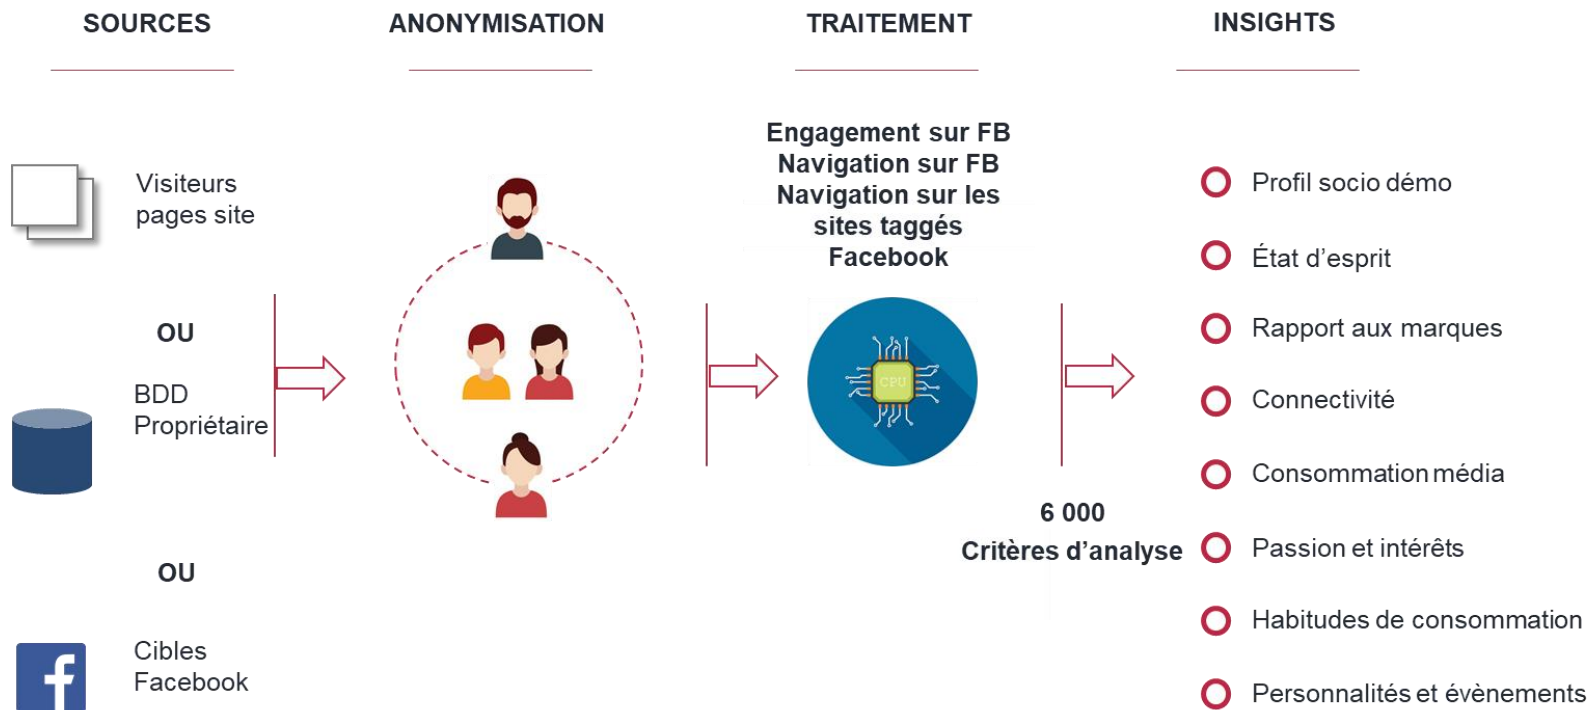 SOURCES
ANONYMISATION
TRAITEMENT
INSIGHTS
Visiteurs
pages site
OU
BDD
Propriétaire
OU
Cibles
Facebook
Engagement sur FB
Navigation sur FB
Navigation sur les
sites taggés
Facebook
CPU
6 000
Critères d’analyse
Profil socio démo
État d’esprit
Rapport aux marques
Connectivité
Consommation média
Passion et intérêts
Habitudes de consommation
Personnalités et évènements